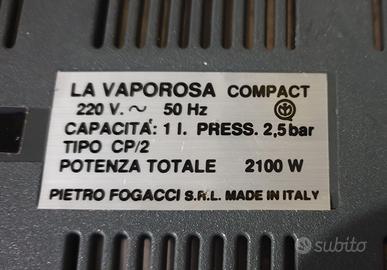 LA VAPOROSA COMPACT
220 V. ~ 50 Hz
CAPACITÁ: 1 l. PRESS. 2,5 bar
TIPO CP/2
POTENZA TOTALE 2100 W
PIETRO FOGACCI S.R.L. MADE IN ITALY
subito